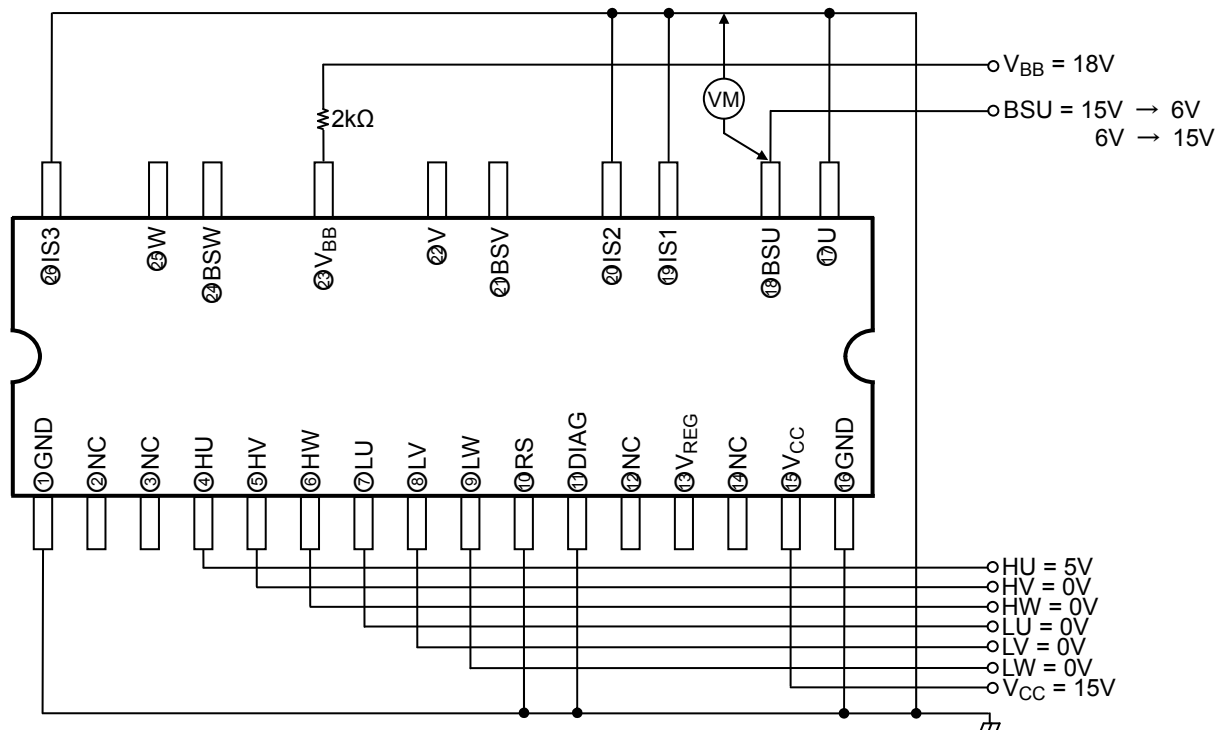 V_BB = 18V
VM
BSU = 15V → 6V
6V → 15V
2kΩ
㉖IS3
㉕W
㉔BSW
㉓V_BB
㉒V
㉑BSV
⑳IS2
⑲IS1
⑱BSU
⑰U
①GND
②NC
③NC
④HU
⑤HV
⑥HW
⑦LU
⑧LV
⑨LW
⑩RS
⑪DIAG
⑫NC
⑬V_REG
⑭NC
⑮V_CC
⑯GND
HU = 5V
HV = 0V
HW = 0V
LU = 0V
LV = 0V
LW = 0V
V_CC = 15V